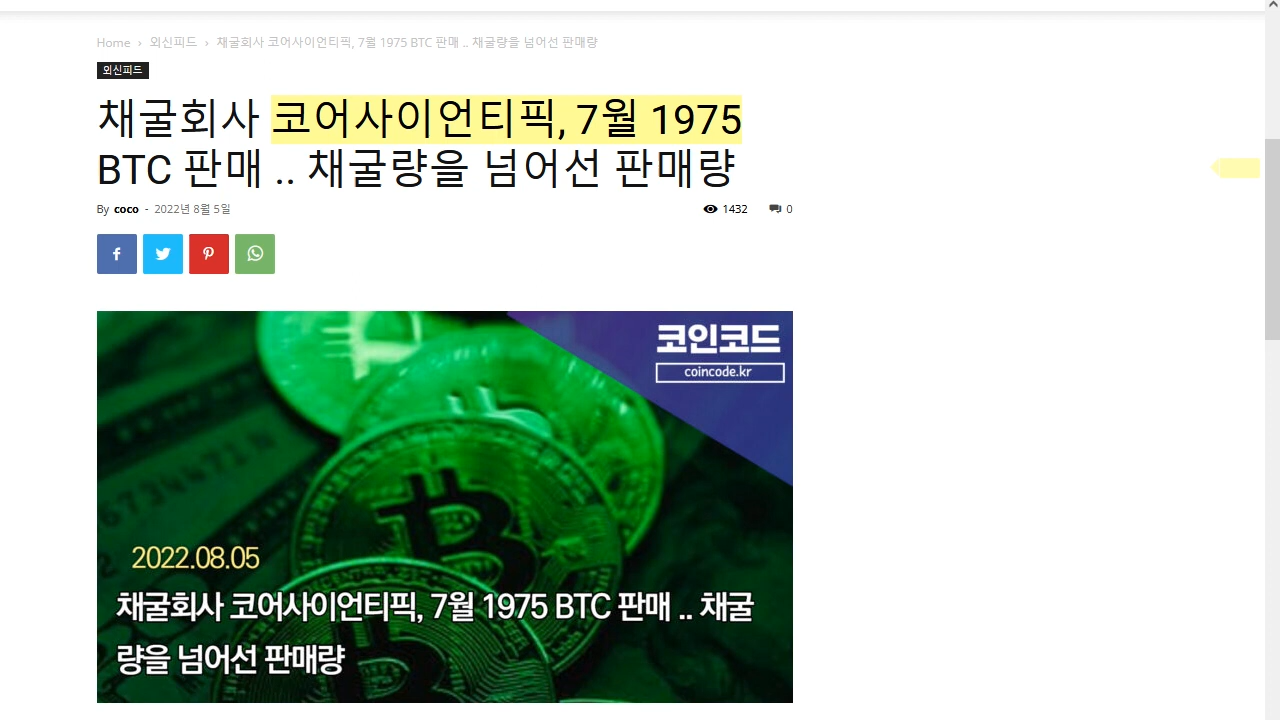 Home › 외신피드 › 채굴회사 코어사이언티픽, 7월 1975 BTC 판매 .. 채굴량을 넘어선 판매량
외신피드
채굴회사 코어사이언티픽, 7월 1975
BTC 판매 .. 채굴량을 넘어선 판매량
By coco - 2022년 8월 5일
1432 0
코인코드
coincode.kr
2022.08.05
채굴회사 코어사이언티픽, 7월 1975 BTC 판매 .. 채굴
량을 넘어선 판매량